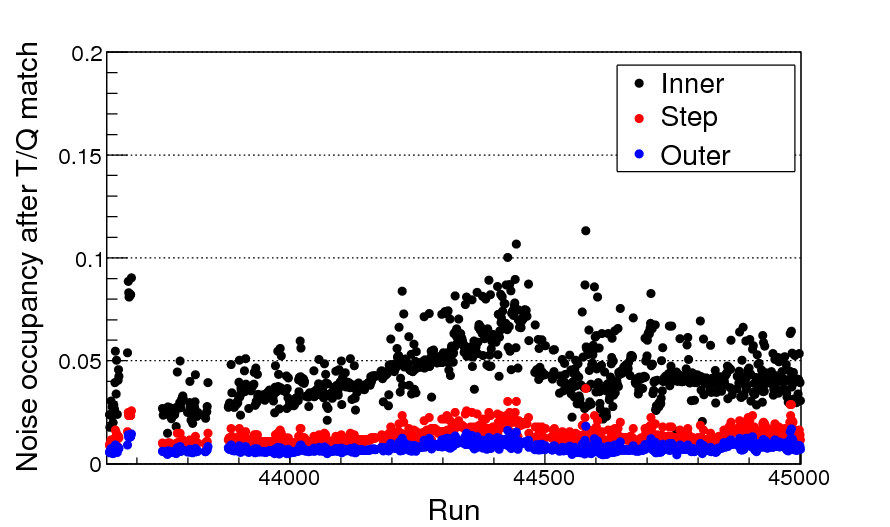 Noise occupancy after T/Q match
0.2
0.15
0.1
0.05
0
Inner
Step
Outer
44000
44500
45000
Run